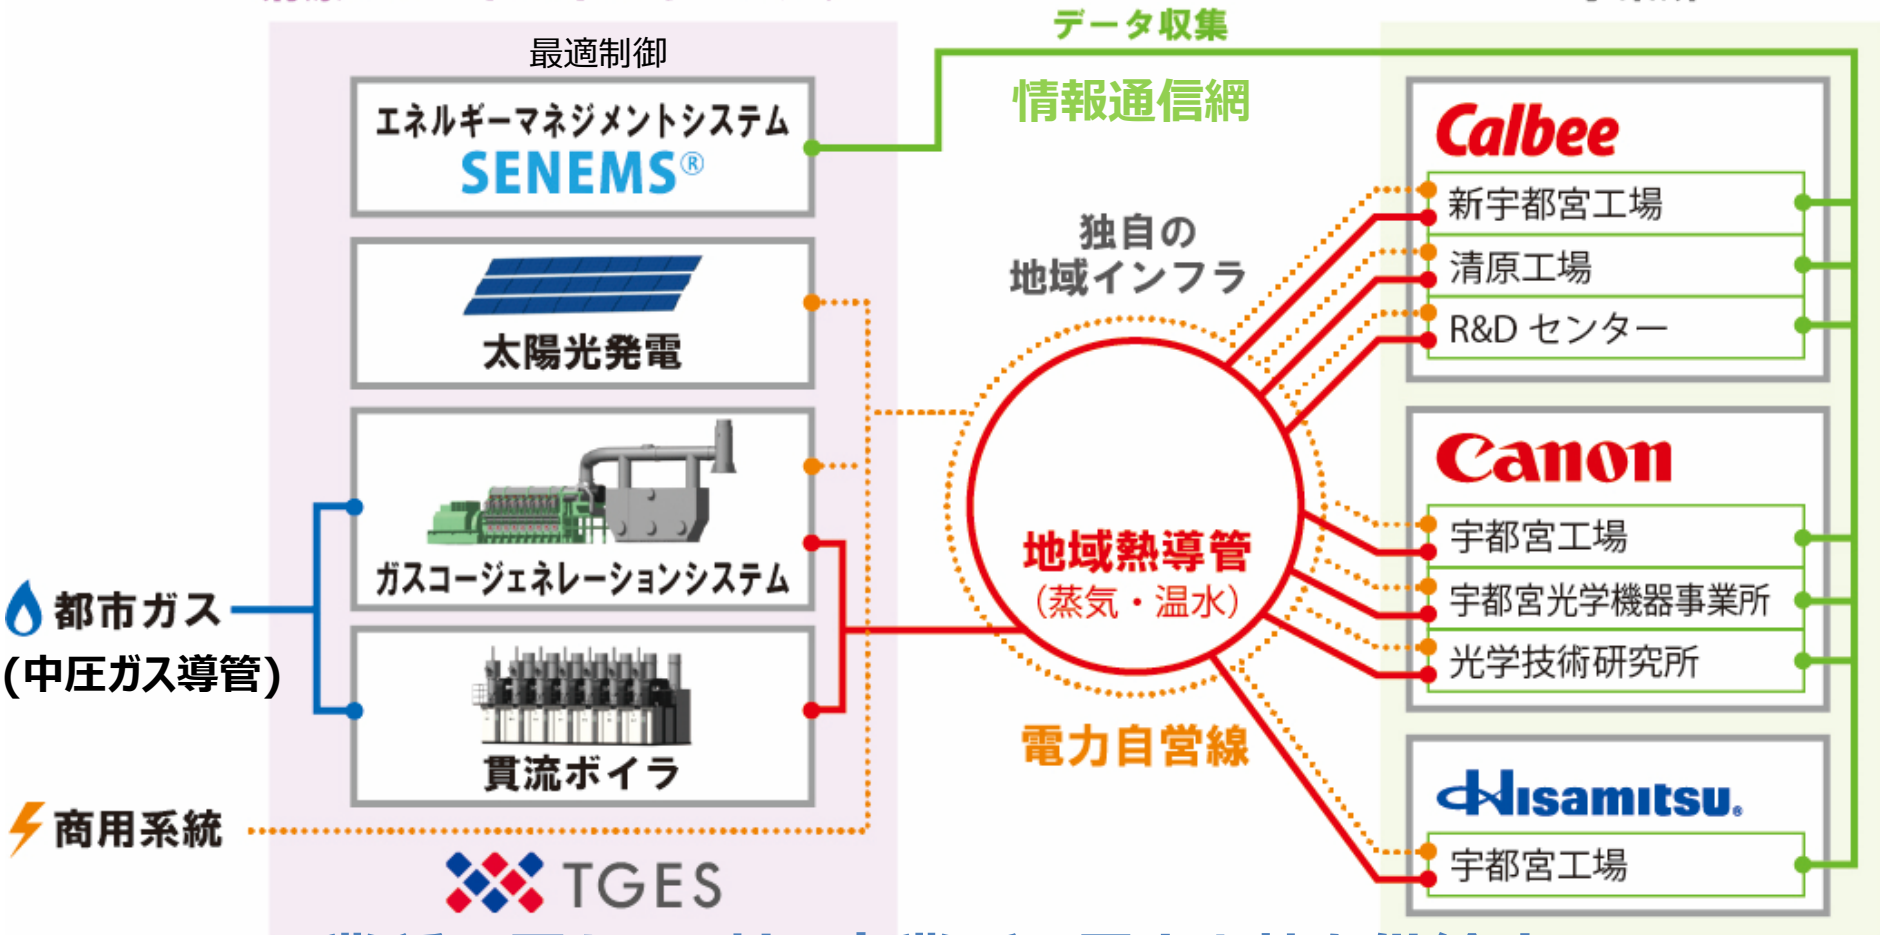 データ収集
情報通信網
最適制御
エネルギーマネジメントシステム
SENEMS®
太陽光発電
ガスコージェネレーションシステム
貫流ボイラ
都市ガス
(中圧ガス導管)
商用系統
TGES
独自の
地域インフラ
地域熱導管
(蒸気・温水)
電力自営線
Calbee
新宇都宮工場
清原工場
R&D センター
Canon
宇都宮工場
宇都宮光学機器事業所
光学技術研究所
Hisamitsu®
宇都宮工場